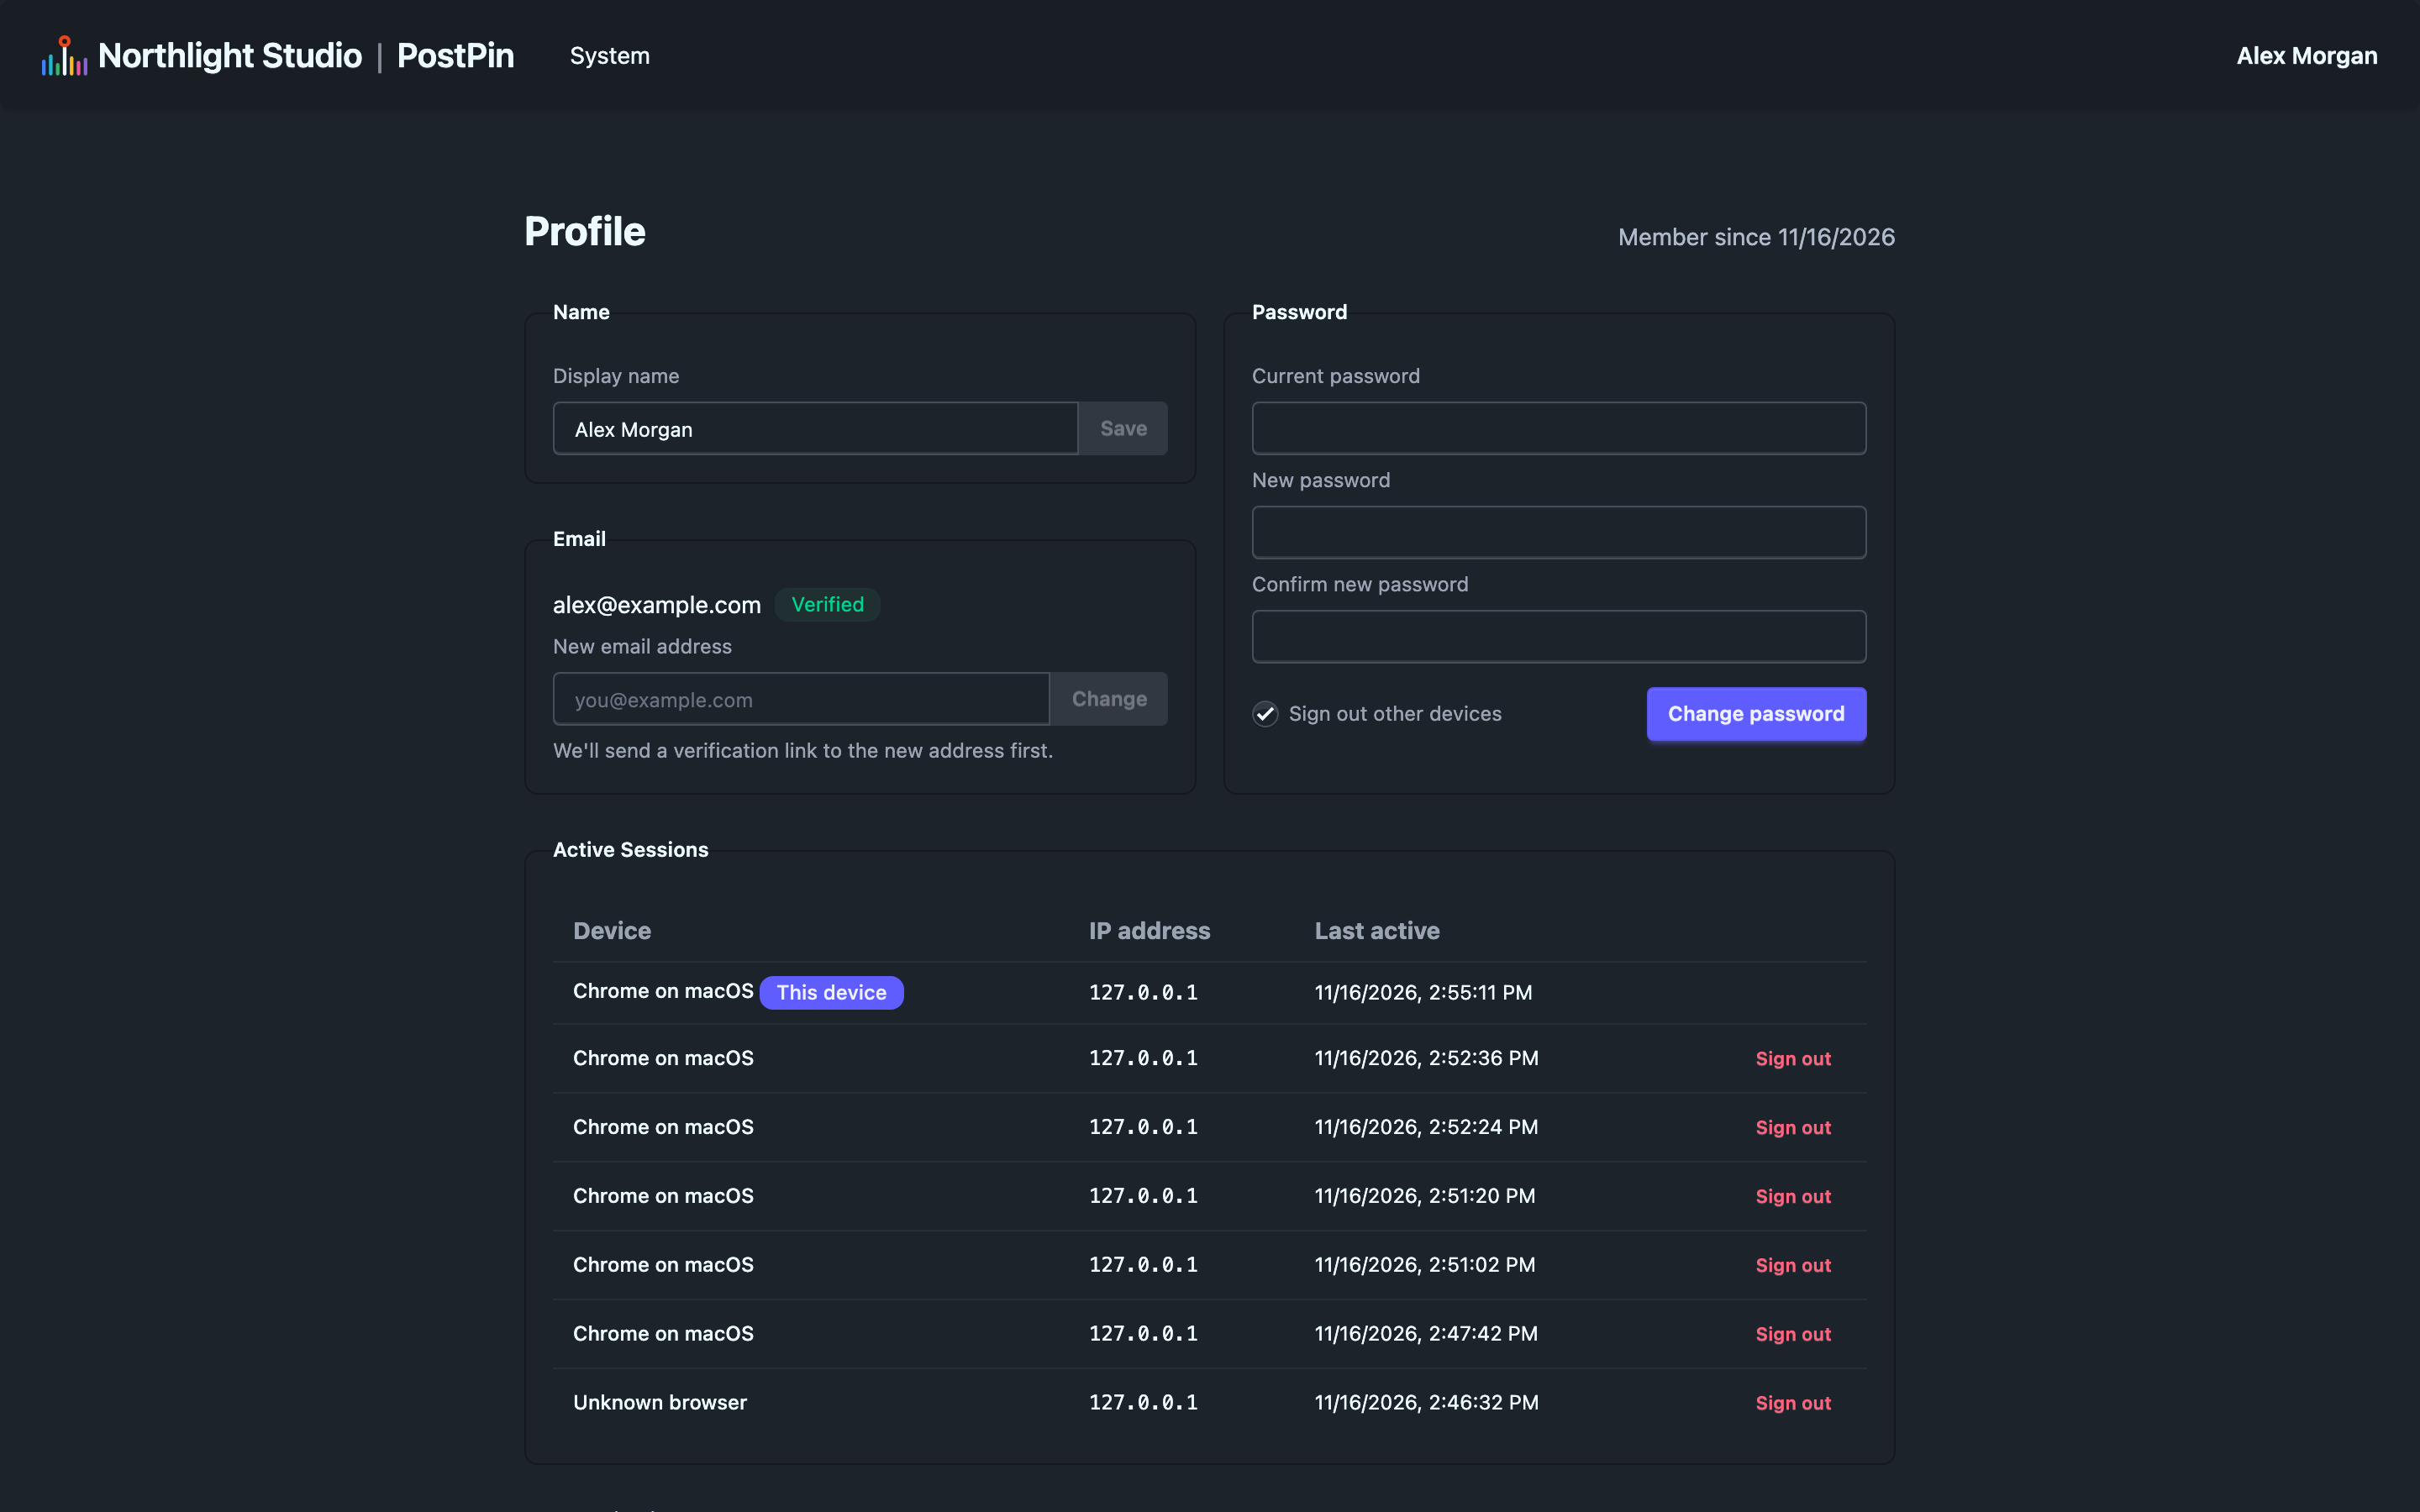 Northlight Studio | PostPin System Alex Morgan
Profile
Member since 11/16/2026
Name
Display name
Alex Morgan Save
Email
alex@example.com Verified
New email address
you@example.com Change
We'll send a verification link to the new address first.
Password
Current password
New password
Confirm new password
Sign out other devices Change password
Active Sessions
Device IP address Last active
Chrome on macOS This device 127.0.0.1 11/16/2026, 2:55:11 PM
Chrome on macOS 127.0.0.1 11/16/2026, 2:52:36 PM Sign out
Chrome on macOS 127.0.0.1 11/16/2026, 2:52:24 PM Sign out
Chrome on macOS 127.0.0.1 11/16/2026, 2:51:20 PM Sign out
Chrome on macOS 127.0.0.1 11/16/2026, 2:51:02 PM Sign out
Chrome on macOS 127.0.0.1 11/16/2026, 2:47:42 PM Sign out
Unknown browser 127.0.0.1 11/16/2026, 2:46:32 PM Sign out